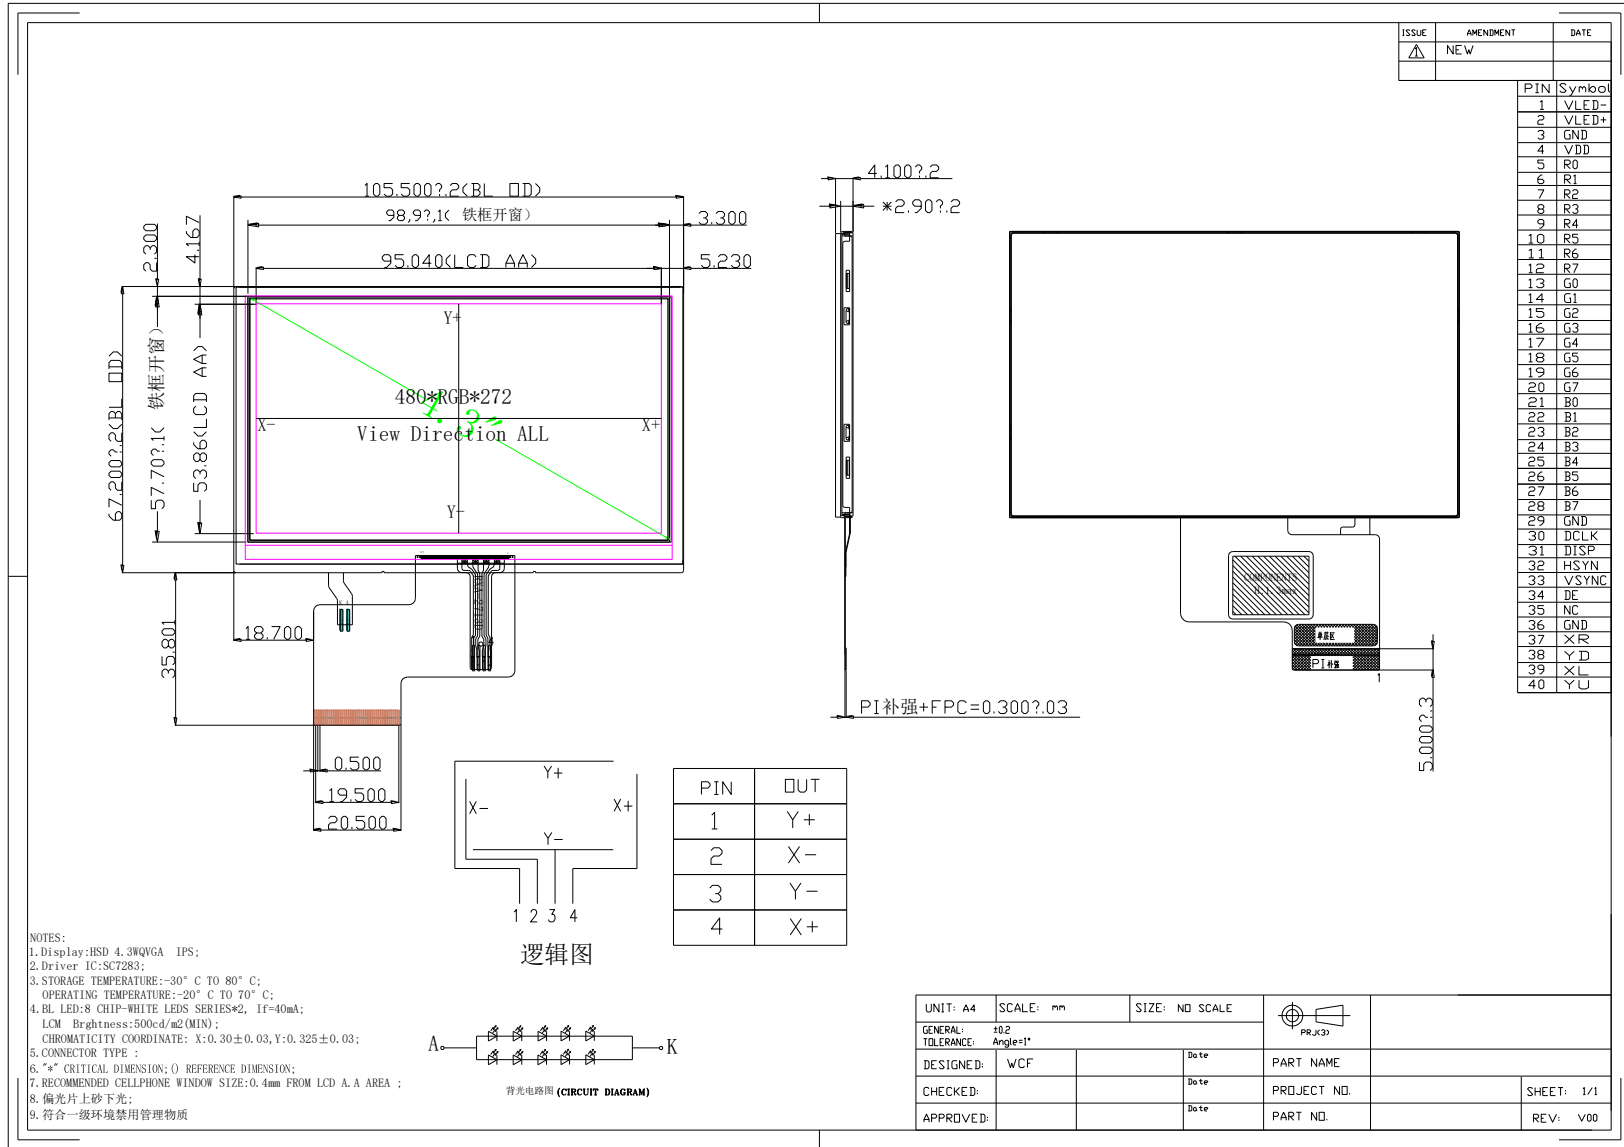 ISSUE AMENDMENT DATE
NEW
PIN Symbol
1 VLED-
2 VLED+
3 GND
4 VDD
5 R0
6 R1
7 R2
8 R3
9 R4
10 R5
11 R6
12 R7
13 G0
14 G1
15 G2
16 G3
17 G4
18 G5
19 G6
20 G7
21 B0
22 B1
23 B2
24 B3
25 B4
26 B5
27 B6
28 B7
29 GND
30 DCLK
31 DISP
32 HSYN
33 VSYNC
34 DE
35 NC
36 GND
37 XR
38 YD
39 XL
40 YU
105.500?.2(BL OD)
98,9?,1( 铁框开窗)
3.300
95.040(LCD AA)
5.230
2.300
4.167
67.200?.2(BL OD)
57.70?.1( 铁框开窗)
53.86(LCD AA)
Y+
480*RGB*272
4.3"
X-
X+
View Direction ALL
Y-
18.700
35.801
0.500
19.500
20.500
4.100?.2
*2.90?.2
PI补强+FPC=0.300?.03
COMPONENTS
单层区
PI补强
1
5.000?.3
Y+
X-
X+
Y-
1 2 3 4
逻辑图
PIN OUT
1 Y+
2 X-
3 Y-
4 X+
NOTES:
1.Display:HSD 4.3WQVGA IPS;
2.Driver IC:SC7283;
3.STORAGE TEMPERATURE:-30° C TO 80° C;
OPERATING TEMPERATURE:-20° C TO 70° C;
4.BL LED:8 CHIP-WHITE LEDS SERIES*2, If=40mA;
LCM Brghtness:500cd/m2(MIN);
CHROMATICITY COORDINATE: X:0.30±0.03,Y:0.325±0.03;
5.CONNECTOR TYPE :
6."*" CRITICAL DIMENSION;() REFERENCE DIMENSION;
7.RECOMMENDED CELLPHONE WINDOW SIZE:0.4mm FROM LCD A.A AREA ;
8.偏光片上砂下光;
9.符合一级环境禁用管理物质
A K
背光电路图 (CIRCUIT DIAGRAM)
UNIT: A4 SCALE: mm SIZE: NO SCALE
PRJ(3)
GENERAL: ±0.2
TOLERANCE: Angle=1°
DESIGNED: WCF Date PART NAME
CHECKED: Date PROJECT NO. SHEET: 1/1
APPROVED: Date PART NO. REV: V00